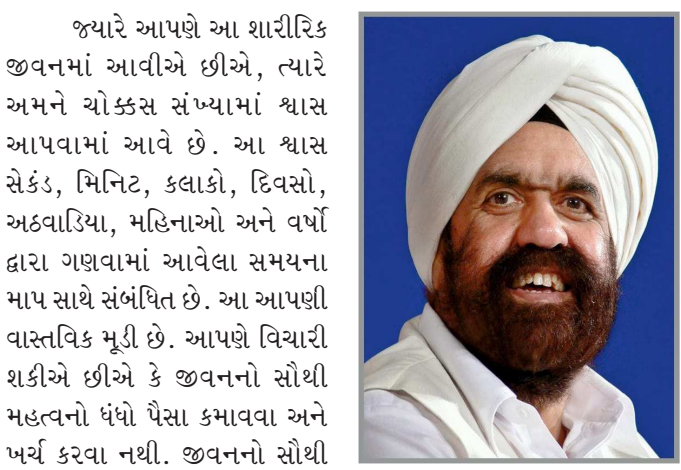 જ્યારે આપણે આ શારીરિક
જીવનમાં આવીએ છીએ, ત્યારે
અમને ચોક્કસ સંખ્યામાં શ્વાસ
આપવામાં આવે છે. આ શ્વાસ
સેકંડ, મિનિટ, કલાકો, દિવસો,
અઠવાડિયા, મહિનાઓ અને વર્ષો
દ્વારા ગણવામાં આવેલા સમયના
માપ સાથે સંબંધિત છે. આ આપણી
વાસ્તવિક મૂડી છે. આપણે વિચારી
શકીએ છીએ કે જીવનનો સૌથી
મહત્વનો ધંધો પૈસા કમાવવા અને
ખર્ચ કરવા નથી. જીવનનો સૌથી